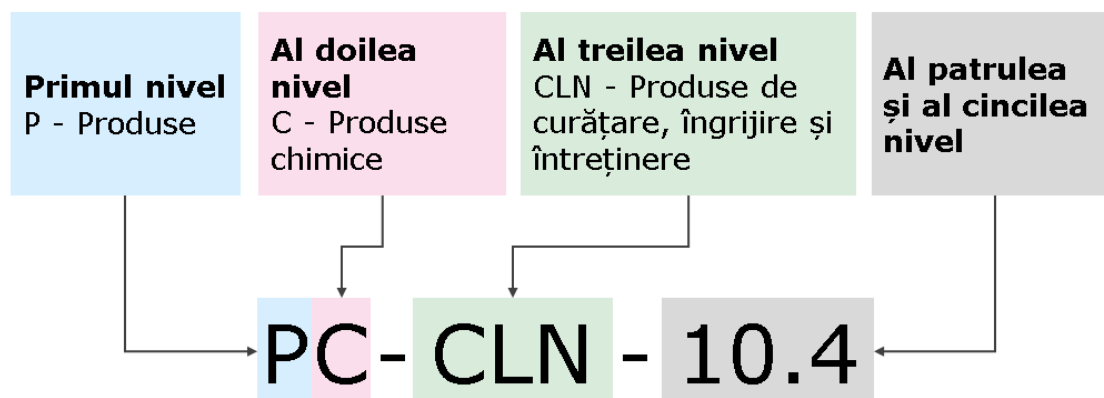 Primul nivel
P - Produse
Al doilea
nivel
C - Produse
chimice
Al treilea nivel
CLN - Produse de
curățare, îngrijire și
întreținere
Al patrulea
și al cincilea
nivel
PC-CLN-10.4